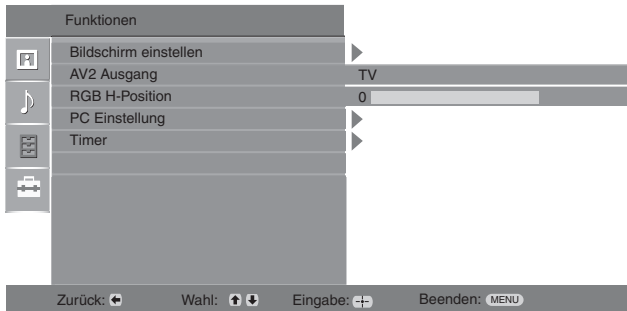 Funktionen
Bildschirm einstellen
AV2 Ausgang TV
RGB H-Position 0
PC Einstellung
Timer
Zurück: Wahl: Eingabe: Beenden: MENU